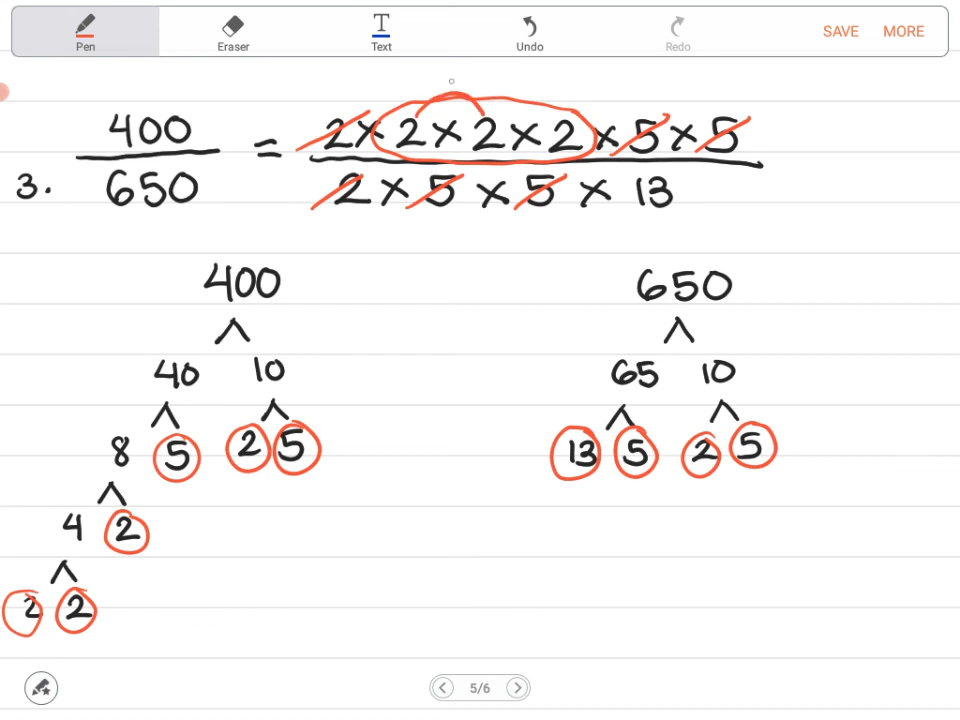 Pen Eraser Text Undo Redo SAVE MORE
3. 400/650 = 2 × 2 × 2 × 2 × 5 × 5 / 2 × 5 × 5 × 13
400 650
40 10 65 10
8 5 2 5 13 5 2 5
4 2
2 2
5/6